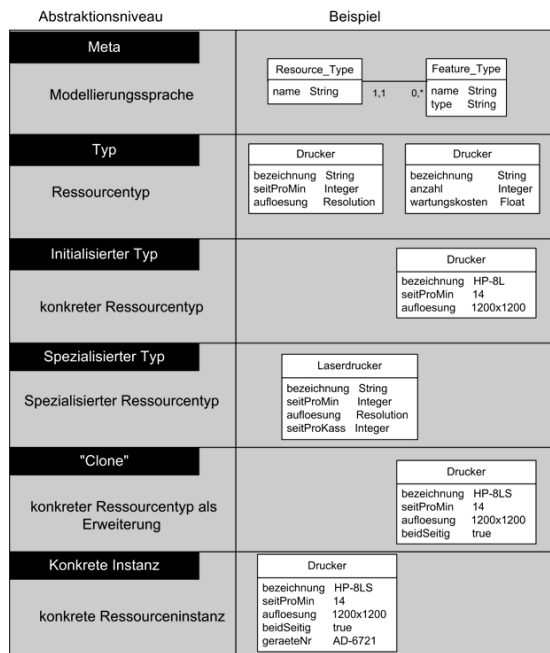 Abstraktionsniveau Beispiel
Meta
Modellierungssprache
Resource_Type
name String
1,1 0,*
Feature_Type
name String
type String
Typ
Ressourcentyp
Drucker
bezeichnung String
seitProMin Integer
aufloesung Resolution
Drucker
bezeichnung String
anzahl Integer
wartungskosten Float
Initialisierter Typ
konkreter Ressourcentyp
Drucker
bezeichnung HP-8L
seitProMin 14
aufloesung 1200x1200
Spezialisierter Typ
Spezialisierter Ressourcentyp
Laserdrucker
bezeichnung String
seitProMin Integer
aufloesung Resolution
seitProKass Integer
"Clone"
konkreter Ressourcentyp als
Erweiterung
Drucker
bezeichnung HP-8LS
seitProMin 14
aufloesung 1200x1200
beidSeitig true
Konkrete Instanz
konkrete Ressourceninstanz
Drucker
bezeichnung HP-8LS
seitProMin 14
aufloesung 1200x1200
beidSeitig true
geraeteNr AD-6721